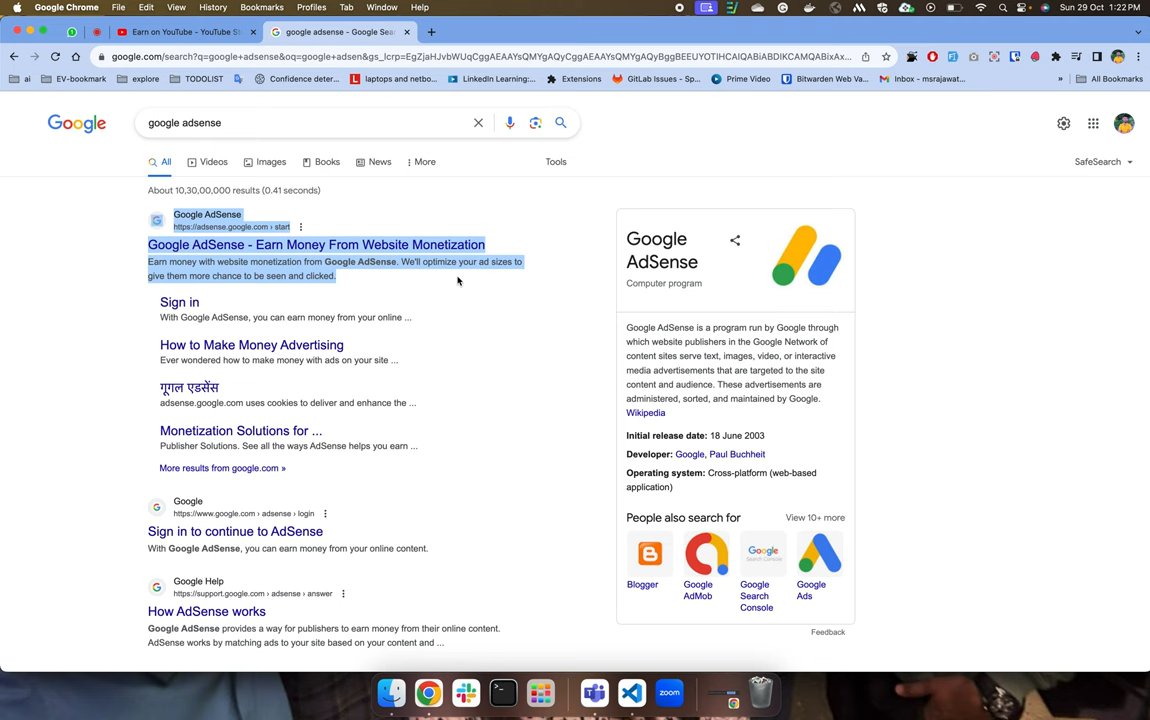 Google Chrome File Edit View History Bookmarks Profiles Tab Window Help Sun 29 Oct 1:22 PM
Earn on YouTube - YouTube St google adsense - Google Sea
google.com/search?q=google+adsense&oq=google+adsen&gs_lcrp=
ai EV-bookmark explore TODOLIST Confidence deter... laptops and netbo... LinkedIn Learning:... Extensions GitLab Issues - Sp... Prime Video Bitwarden Web Va... Inbox - msrajawat... » All Bookmarks
Google google adsense
All Videos Images Books News More Tools SafeSearch
About 10,30,00,000 results (0.41 seconds)
Google AdSense
https://adsense.google.com › start
Google AdSense - Earn Money From Website Monetization
Earn money with website monetization from Google AdSense. We'll optimize your ad sizes to
give them more chance to be seen and clicked.
Sign in
With Google AdSense, you can earn money from your online ...
How to Make Money Advertising
Ever wondered how to make money with ads on your site ...
गूगल एडसेंस
adsense.google.com uses cookies to deliver and enhance the ...
Monetization Solutions for ...
Publisher Solutions. See all the ways AdSense helps you earn ...
More results from google.com »
Google
https://www.google.com › adsense › login
Sign in to continue to AdSense
With Google AdSense, you can earn money from your online content.
Google Help
https://support.google.com › adsense › answer
How AdSense works
Google AdSense provides a way for publishers to earn money from their online content.
AdSense works by matching ads to your site based on your content and ...
Google
AdSense
Computer program
Google AdSense is a program run by Google through
which website publishers in the Google Network of
content sites serve text, images, video, or interactive
media advertisements that are targeted to the site
content and audience. These advertisements are
administered, sorted, and maintained by Google.
Wikipedia
Initial release date: 18 June 2003
Developer: Google, Paul Buchheit
Operating system: Cross-platform (web-based
application)
People also search for View 10+ more
Google
Search Console
Blogger Google Google Google
AdMob Search Ads
Console
Feedback
zoom